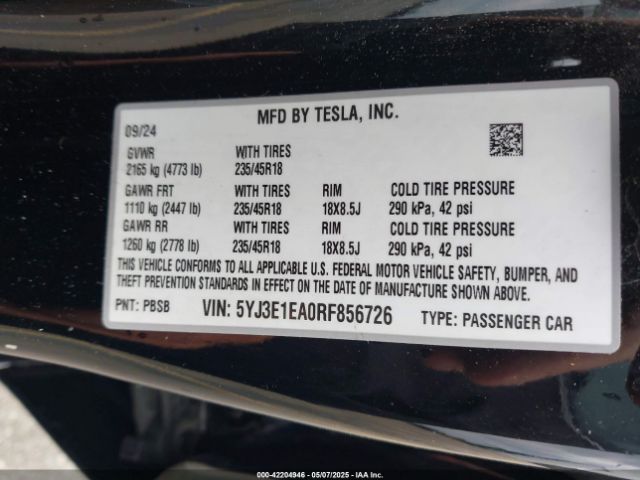 MFD BY TESLA, INC.
09/24
GVWR WITH TIRES
2165 kg (4773 lb) 235/45R18
GAWR FRT WITH TIRES RIM COLD TIRE PRESSURE
1110 kg (2447 lb) 235/45R18 18X8.5J 290 kPa, 42 psi
GAWR RR WITH TIRES RIM COLD TIRE PRESSURE
1260 kg (2778 lb) 235/45R18 18X8.5J 290 kPa, 42 psi
THIS VEHICLE CONFORMS TO ALL APPLICABLE U.S. FEDERAL MOTOR VEHICLE SAFETY, BUMPER, AND
THEFT PREVENTION STANDARDS IN EFFECT ON THE DATE OF MANUFACTURE SHOWN ABOVE.
PNT: PBSB VIN: 5YJ3E1EA0RF856726 TYPE: PASSENGER CAR
000-42204946 - 05/07/2025 - IAAI, Inc.